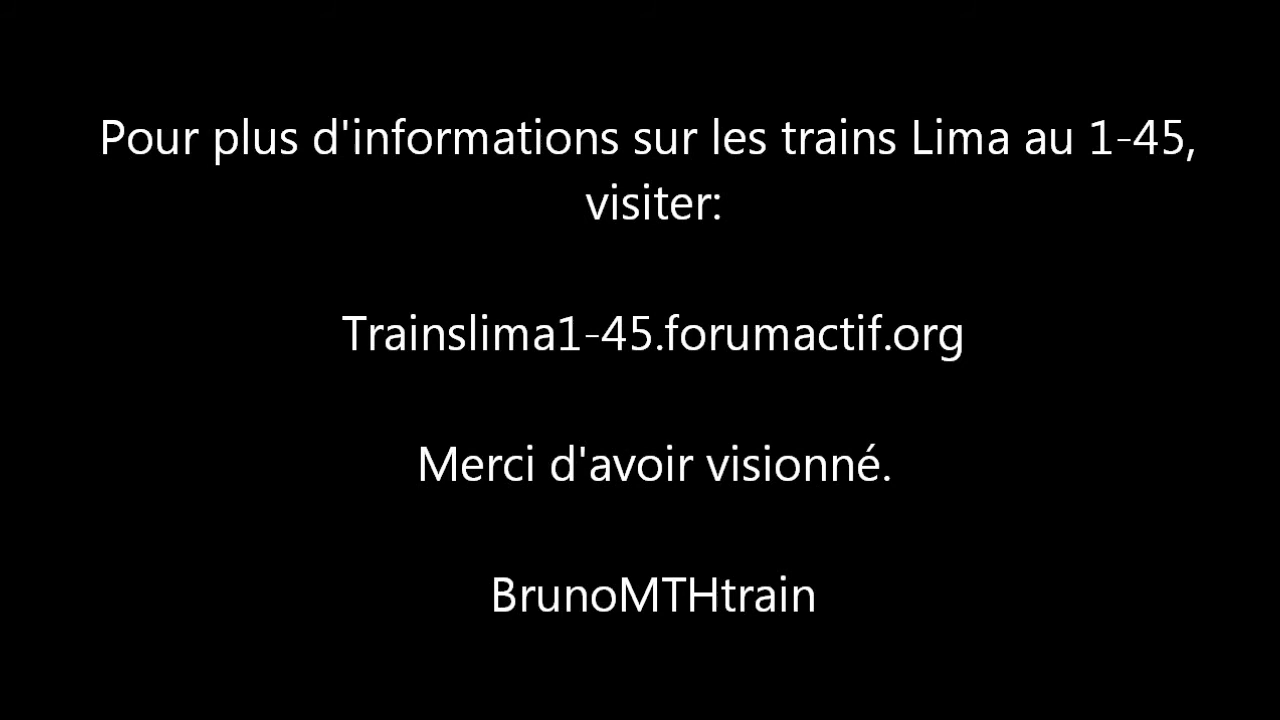 Pour plus d'informations sur les trains Lima au 1-45,
visiter:
Trainslima1-45.forumactif.org
Merci d'avoir visionné.
BrunoMTHtrain